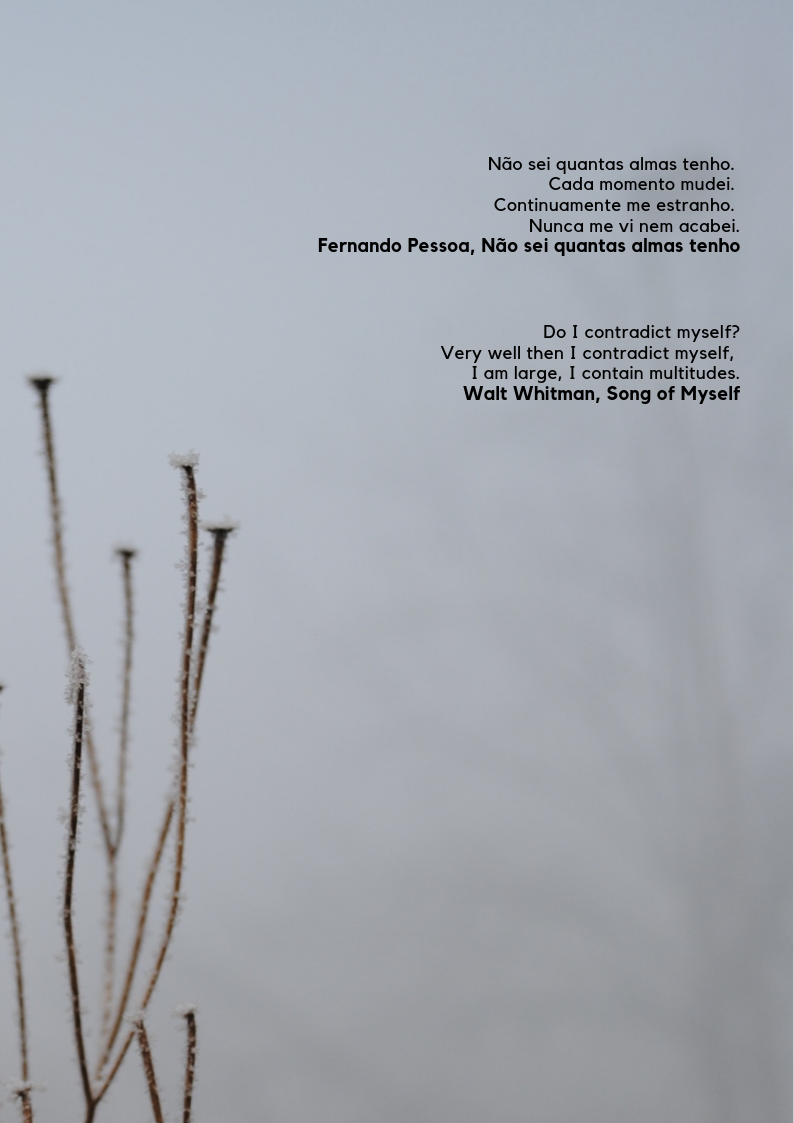 Não sei quantas almas tenho.
Cada momento mudei.
Continuamente me estranho.
Nunca me vi nem acabei.
Fernando Pessoa, Não sei quantas almas tenho
Do I contradict myself?
Very well then I contradict myself,
I am large, I contain multitudes.
Walt Whitman, Song of Myself